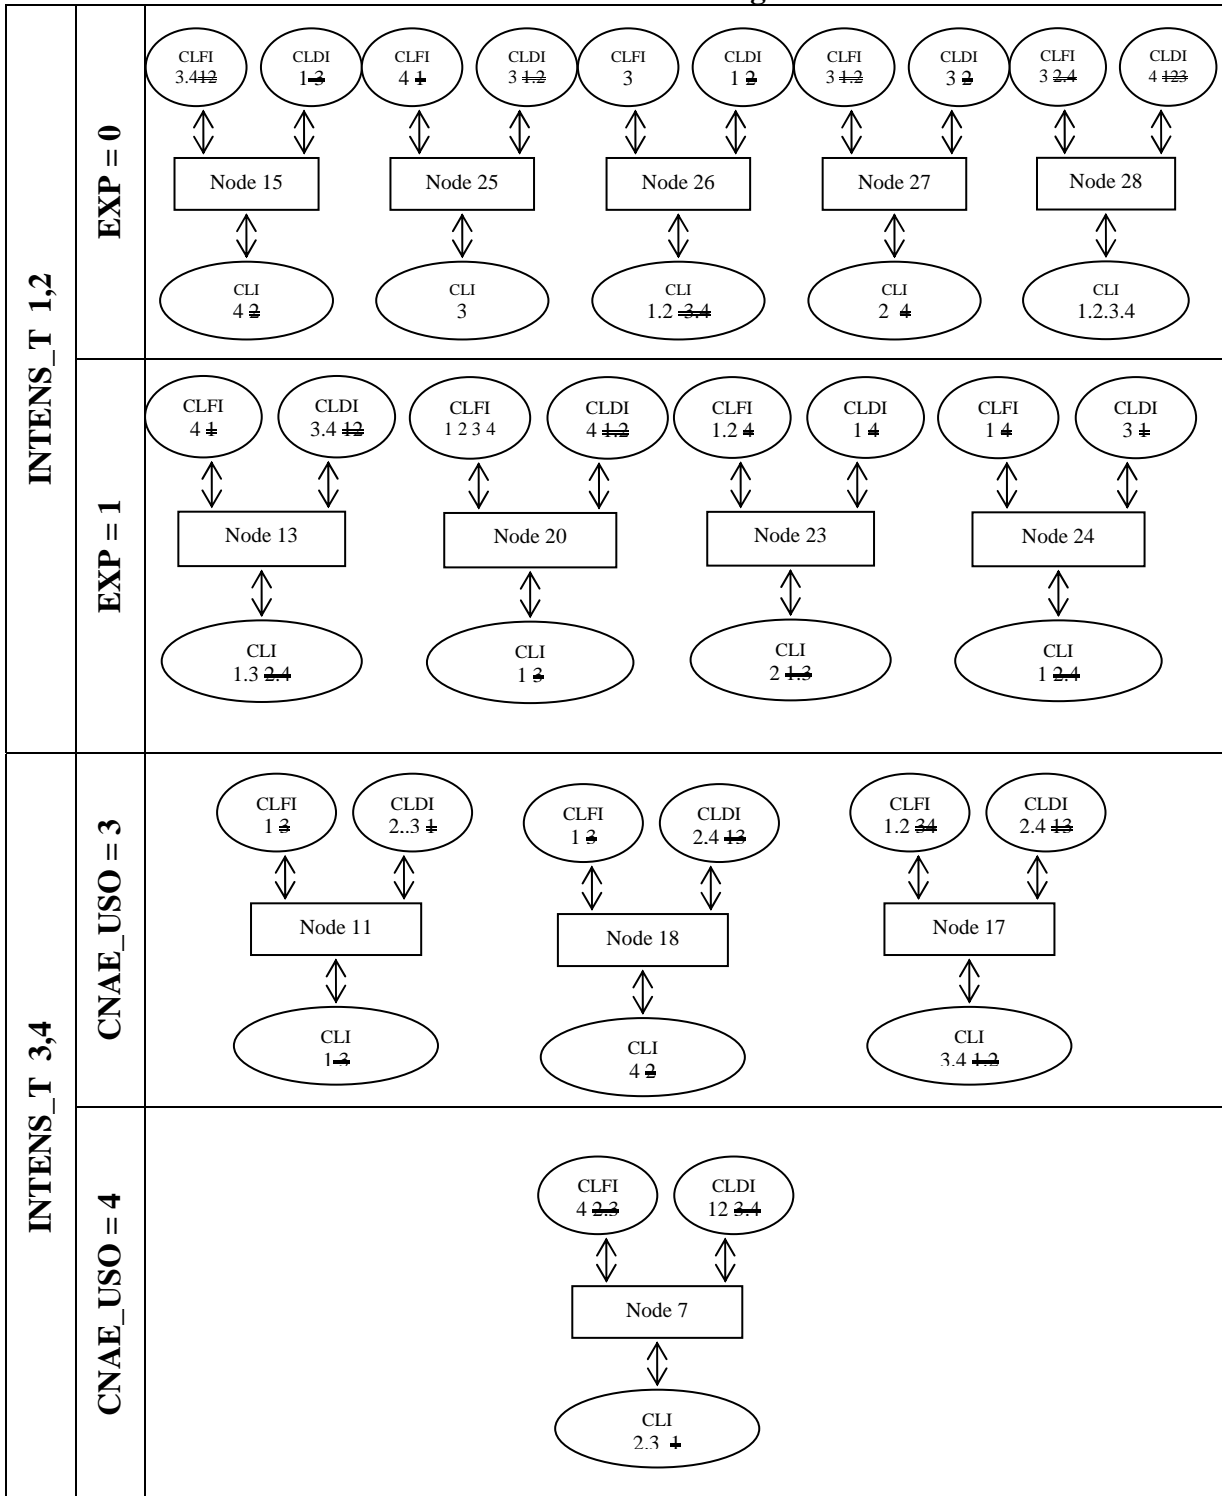 INTENS_T 1,2
EXP = 0
CLFI
3.4~~12~~
CLDI
1 ~~3~~
CLFI
4 ~~1~~
CLDI
3 ~~1.2~~
CLFI
3
CLDI
1 ~~2~~
CLFI
3 ~~1.2~~
CLDI
3 ~~2~~
CLFI
3 ~~2.4~~
CLDI
4 ~~123~~
Node 15
Node 25
Node 26
Node 27
Node 28
CLI
4 ~~2~~
CLI
3
CLI
1.2 ~~3.4~~
CLI
2 ~~4~~
CLI
1.2.3.4
EXP = 1
CLFI
4 ~~1~~
CLDI
3.4 ~~12~~
CLFI
1 2 3 4
CLDI
4 ~~1.2~~
CLFI
1.2 ~~4~~
CLDI
1 ~~4~~
CLFI
1 ~~4~~
CLDI
3 ~~1~~
Node 13
Node 20
Node 23
Node 24
CLI
1.3 ~~2.4~~
CLI
1 ~~3~~
CLI
2 ~~1.3~~
CLI
1 ~~2.4~~
INTENS_T 3,4
CNAE_USO = 3
CLFI
1 ~~3~~
CLDI
2..3 ~~1~~
CLFI
1 ~~3~~
CLDI
2.4 ~~13~~
CLFI
1.2 ~~34~~
CLDI
2.4 ~~13~~
Node 11
Node 18
Node 17
CLI
1 ~~3~~
CLI
4 ~~2~~
CLI
3.4 ~~1.2~~
CNAE_USO = 4
CLFI
4 ~~2.3~~
CLDI
12 ~~3.4~~
Node 7
CLI
2.3 ~~1~~